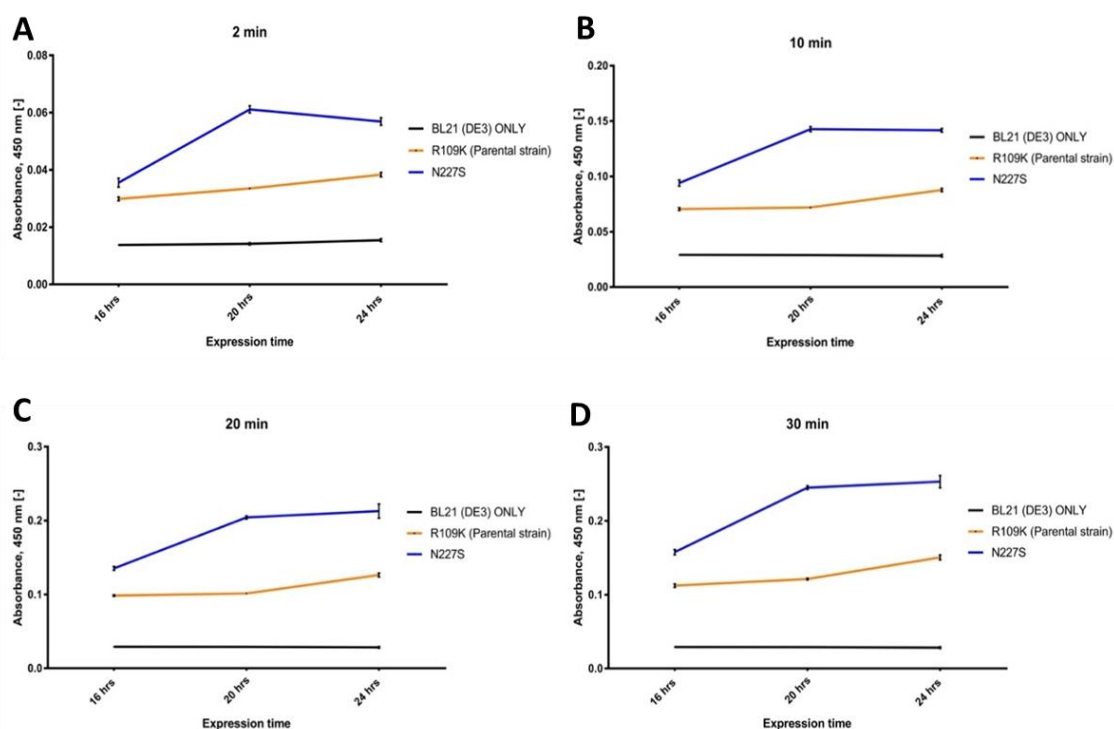 A
2 min
0.08
0.06
0.04
0.02
0.00
Absorbance, 450 nm [-]
16 hrs
20 hrs
24 hrs
Expression time
BL21 (DE3) ONLY
R109K (Parental strain)
N227S
B
10 min
0.20
0.15
0.10
0.05
0.00
Absorbance, 450 nm [-]
16 hrs
20 hrs
24 hrs
Expression time
BL21 (DE3) ONLY
R109K (Parental strain)
N227S
C
20 min
0.3
0.2
0.1
0.0
Absorbance, 450 nm [-]
16 hrs
20 hrs
24 hrs
Expression time
BL21 (DE3) ONLY
R109K (Parental strain)
N227S
D
30 min
0.3
0.2
0.1
0.0
Absorbance, 450 nm [-]
16 hrs
20 hrs
24 hrs
Expression time
BL21 (DE3) ONLY
R109K (Parental strain)
N227S